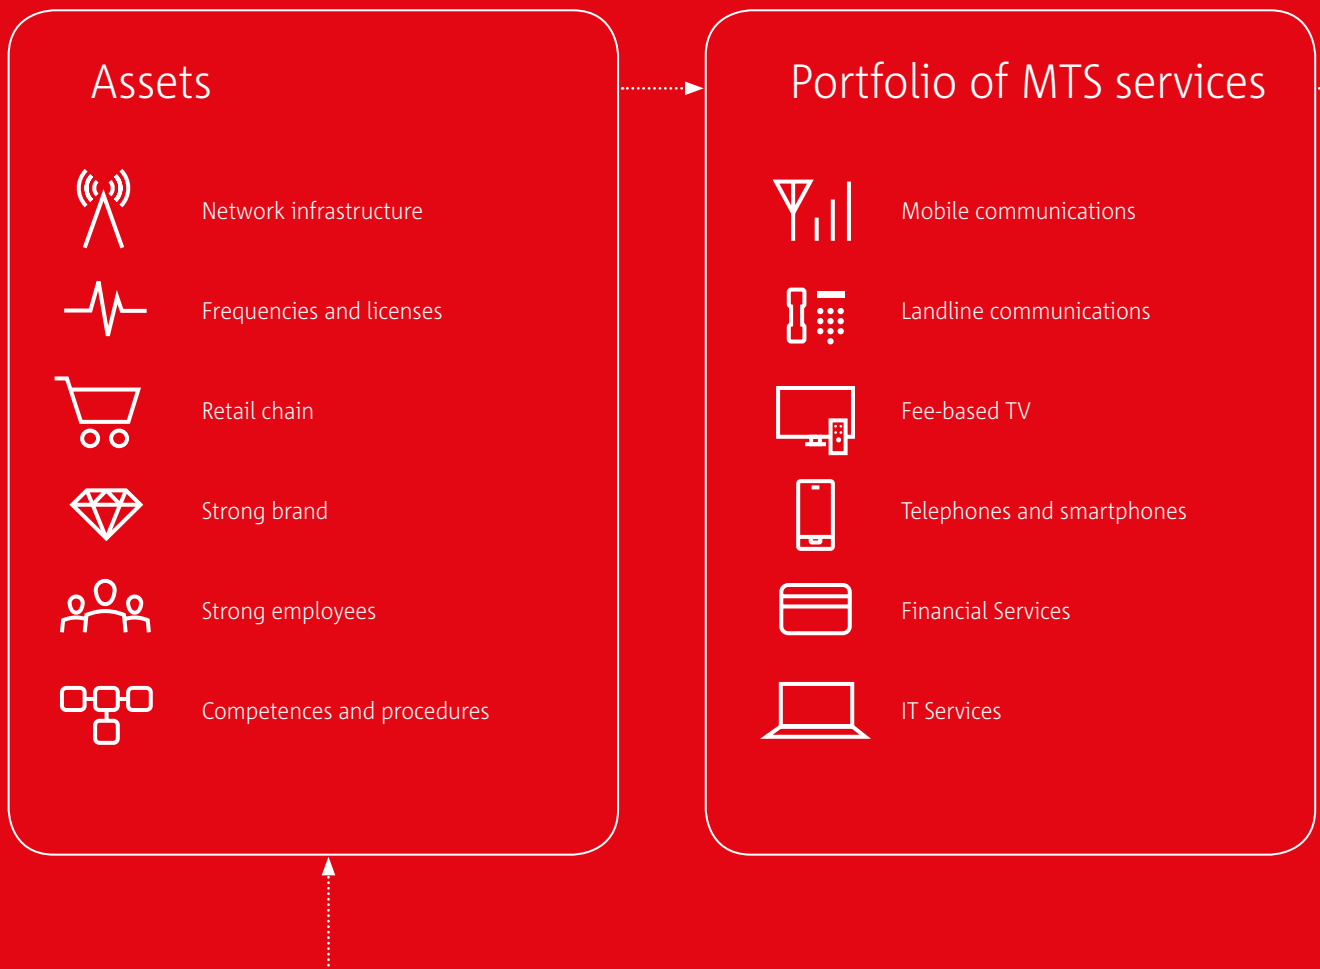 Assets
Network infrastructure
Frequencies and licenses
Retail chain
Strong brand
Strong employees
Competences and procedures
Portfolio of MTS services
Mobile communications
Landline communications
Fee-based TV
Telephones and smartphones
Financial Services
IT Services